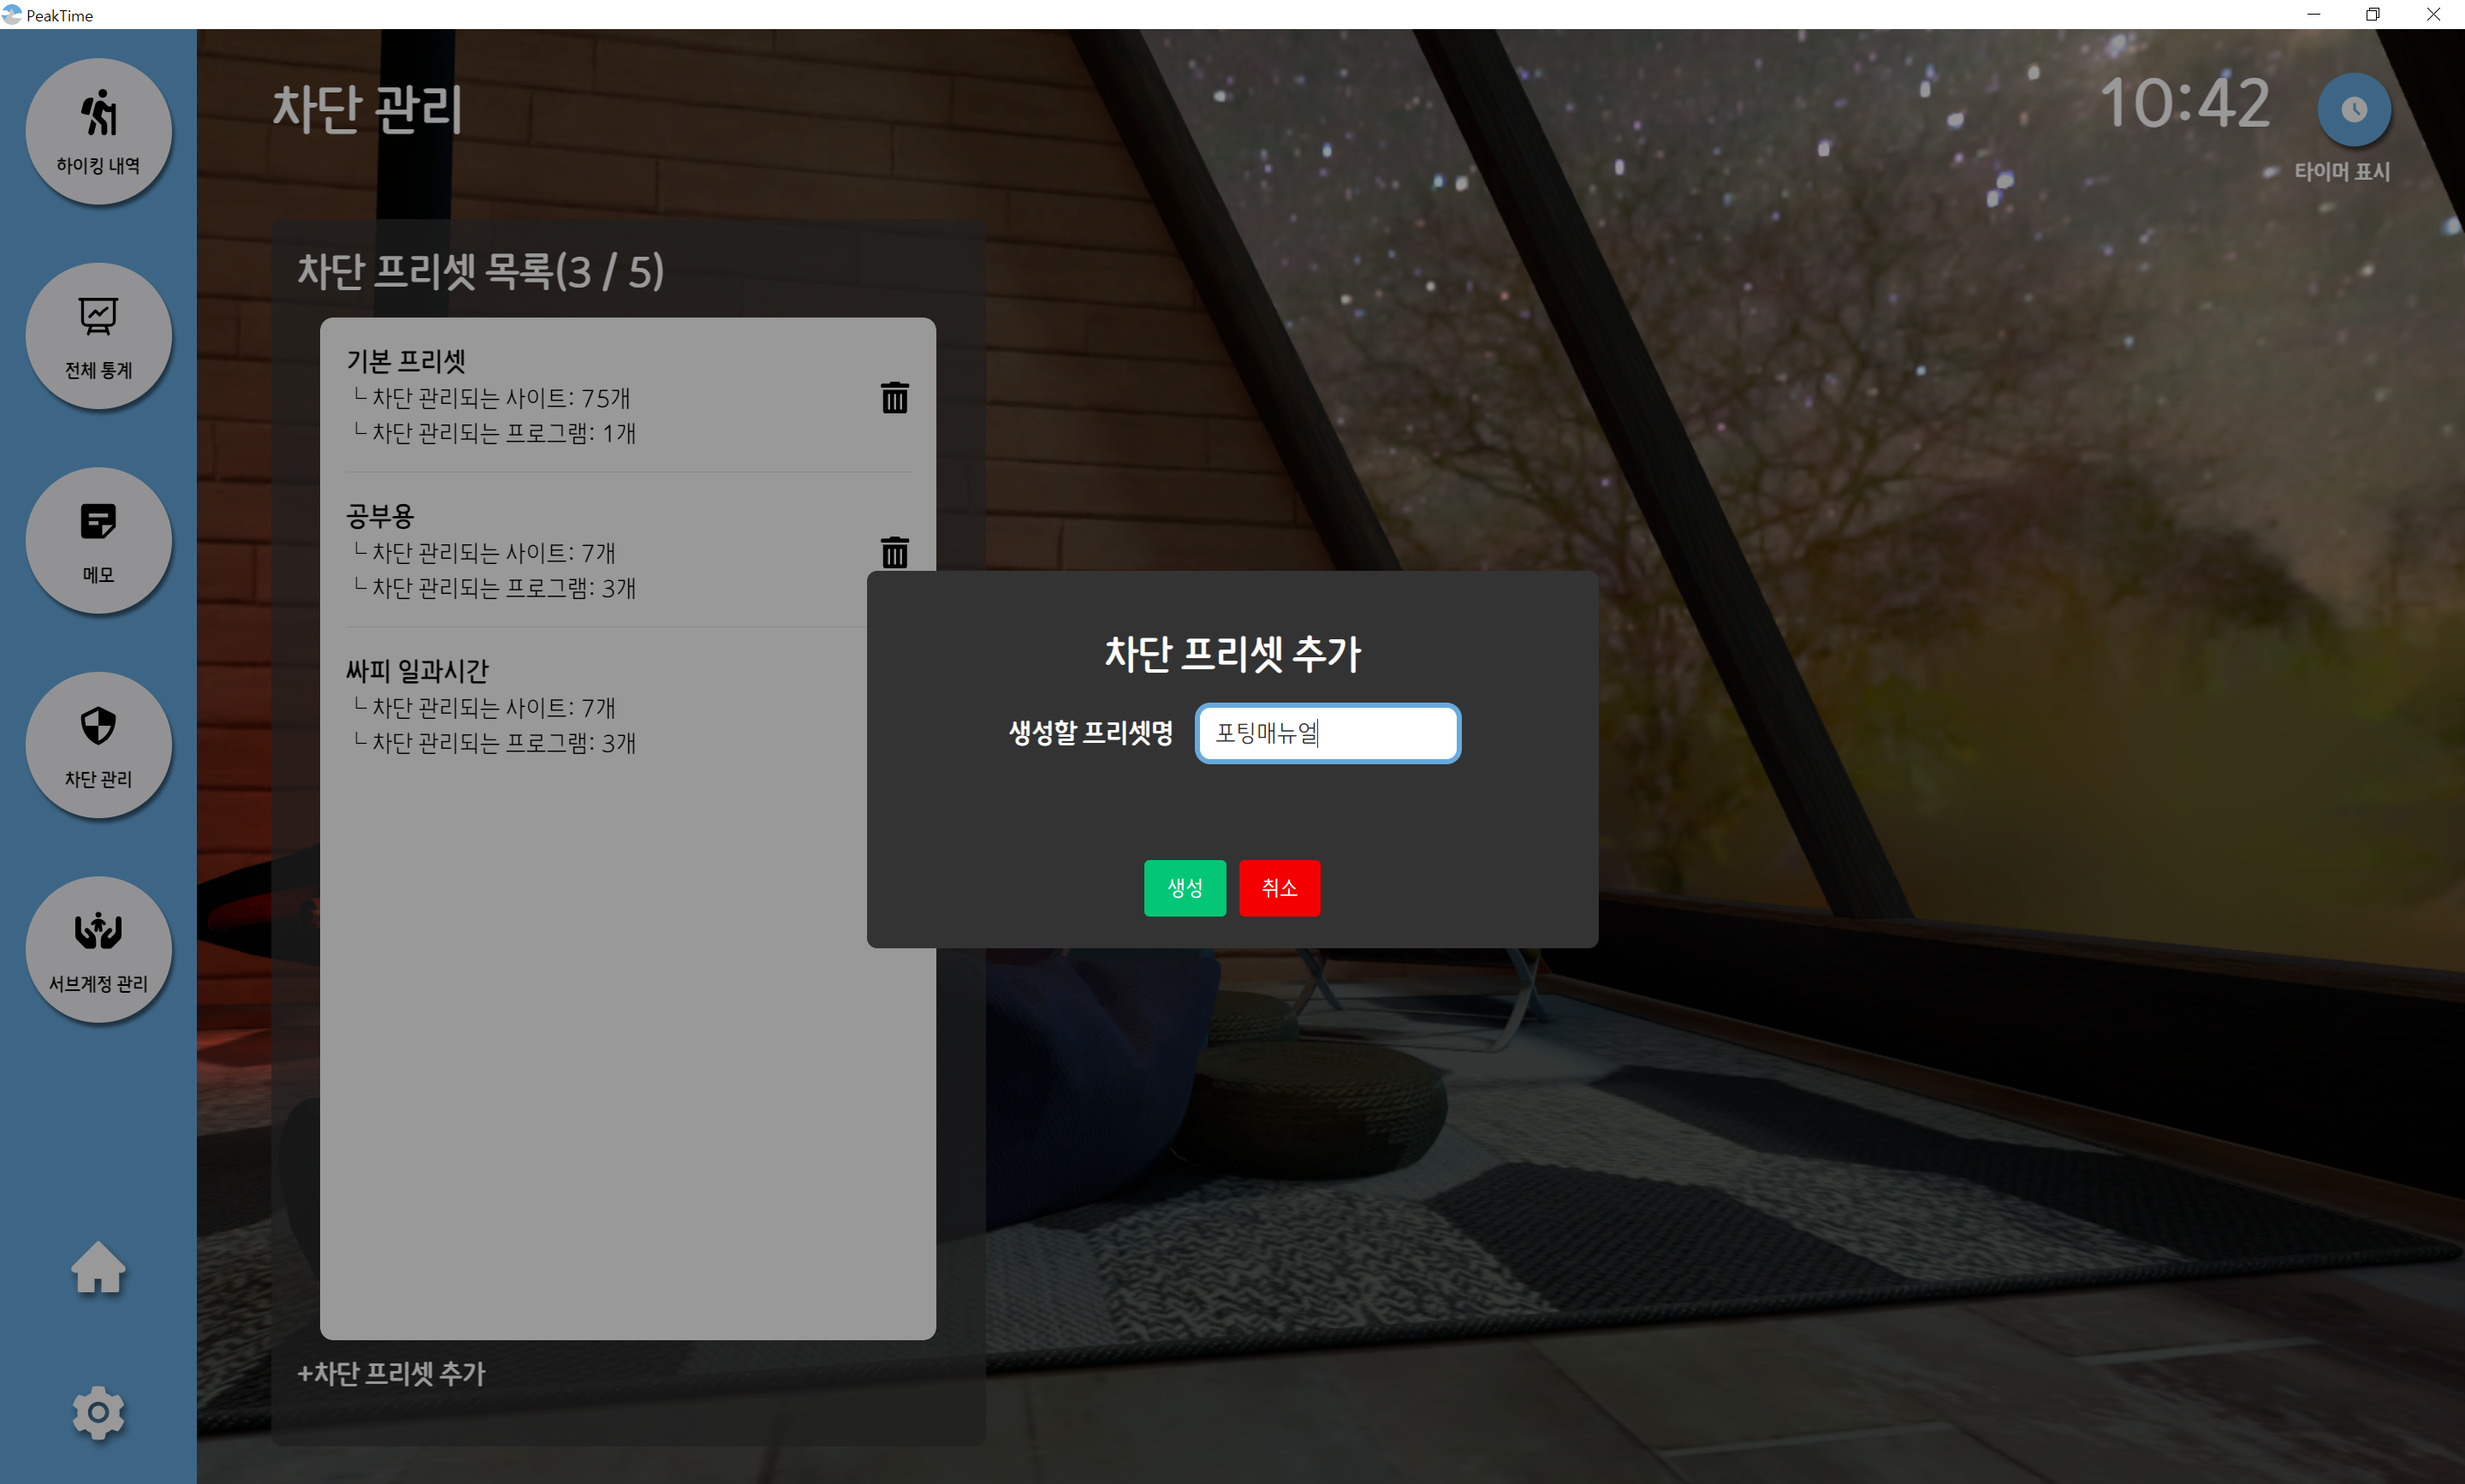 PeakTime
하이킹 내역
전체 통계
메모
차단 관리
서브계정 관리
차단 관리
10:42
타이머 표시
차단 프리셋 목록(3 / 5)
기본 프리셋
└ 차단 관리되는 사이트: 75개
└ 차단 관리되는 프로그램: 1개
공부용
└ 차단 관리되는 사이트: 7개
└ 차단 관리되는 프로그램: 3개
싸피 일과시간
└ 차단 관리되는 사이트: 7개
└ 차단 관리되는 프로그램: 3개
+차단 프리셋 추가
차단 프리셋 추가
생성할 프리셋명 포팅매뉴얼
생성 취소